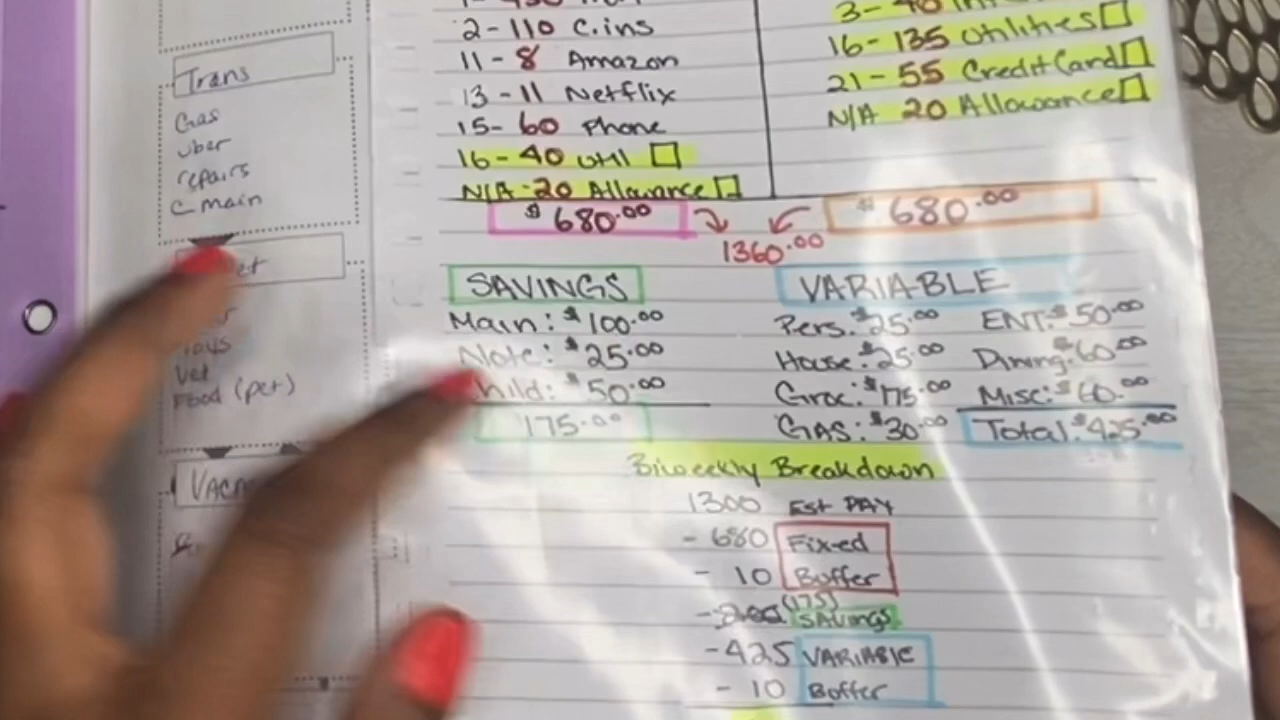 Trans
Gas
uber
repairs
c main
Vet
Food (pet)
2-110 C.ins
11-8 Amazon
13-11 Netflix
15-60 Phone
16-40 Util
N/A-20 Allowance
$680.00
16-135 Utilities
21-55 Credit Card
N/A 20 Allowance
$680.00
1360.00
SAVINGS
Main: $100.00
Note: $25.00
Child: $50.00
175.00
VARIABLE
Pers. $25.00 ENT: $50.00
House: $25.00 Dining: $60.00
Groc: $175.00 Misc: $60.00
GAS: $30.00 Total: $425.00
Biweekly Breakdown
1300 Est PAY
- 680 Fixed
- 10 Buffer
(175)
- 200 SAVINGS
- 425 VARIABLE
- 10 Buffer